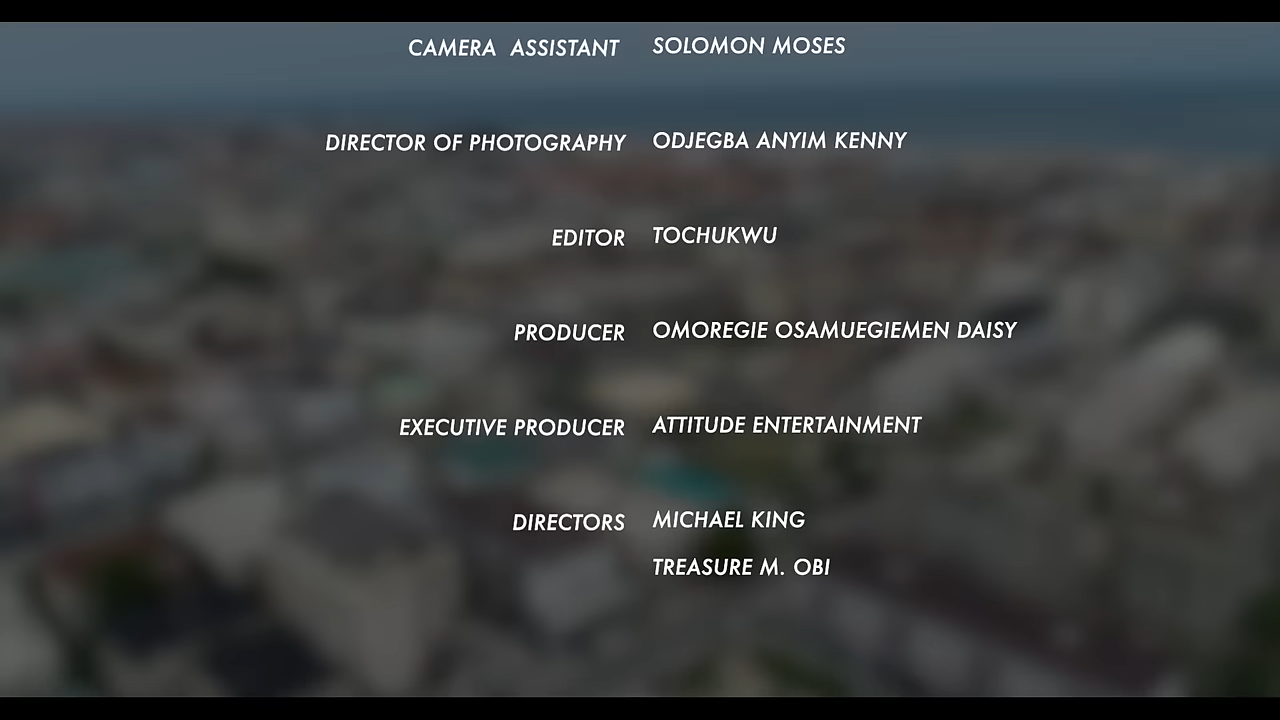 CAMERA ASSISTANT SOLOMON MOSES
DIRECTOR OF PHOTOGRAPHY ODJEGBA ANYIM KENNY
EDITOR TOCHUKWU
PRODUCER OMOREGIE OSAMUEGIEMEN DAISY
EXECUTIVE PRODUCER ATTITUDE ENTERTAINMENT
DIRECTORS MICHAEL KING
TREASURE M. OBI